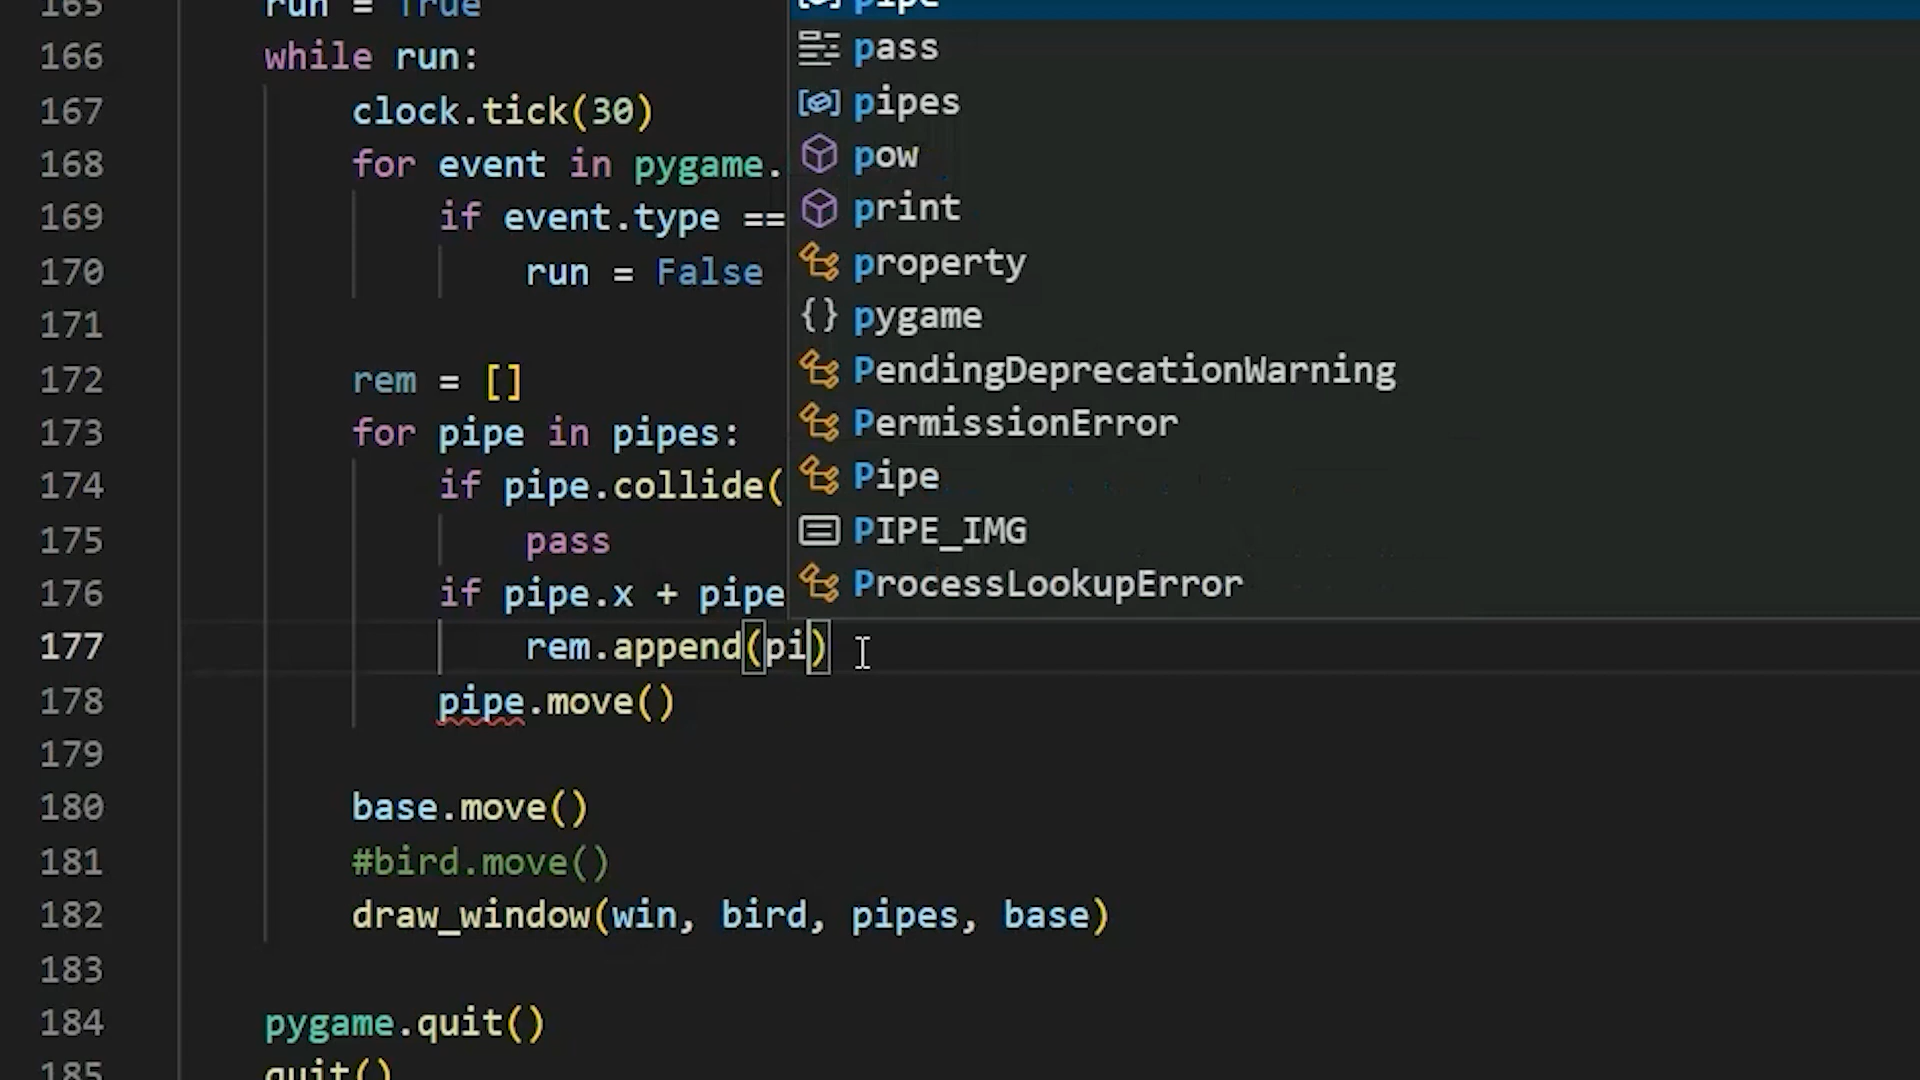 165 run = True
166 while run:
167 clock.tick(30)
168 for event in pygame.
169 if event.type ==
170 run = False
171
172 rem = []
173 for pipe in pipes:
174 if pipe.collide(
175 pass
176 if pipe.x + pipe
177 rem.append(pi)
178 pipe.move()
179
180 base.move()
181 #bird.move()
182 draw_window(win, bird, pipes, base)
183
184 pygame.quit()
185 quit()
pipe
pass
pipes
pow
print
property
{} pygame
PendingDeprecationWarning
PermissionError
Pipe
PIPE_IMG
ProcessLookupError